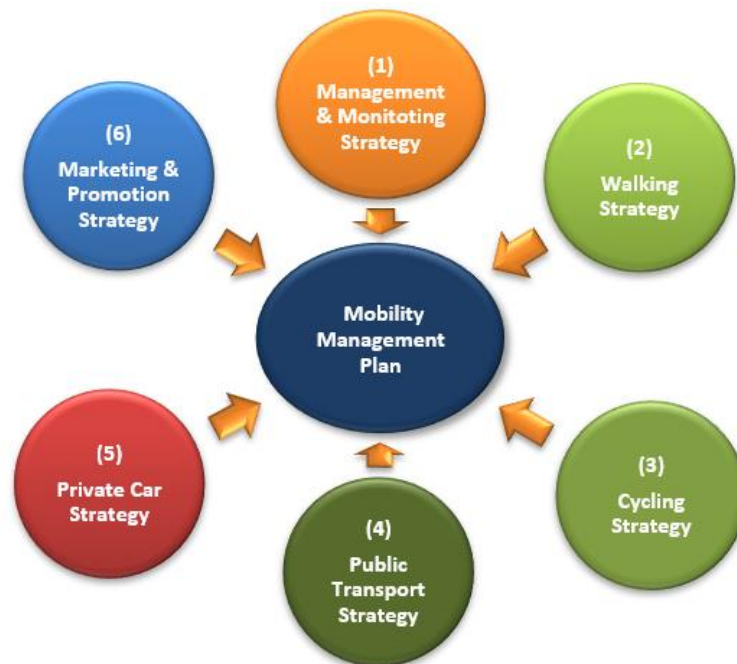 (1)
Management
& Monitoting
Strategy
(2)
Walking
Strategy
(3)
Cycling
Strategy
(4)
Public
Transport
Strategy
(5)
Private Car
Strategy
(6)
Marketing &
Promotion
Strategy
Mobility
Management
Plan